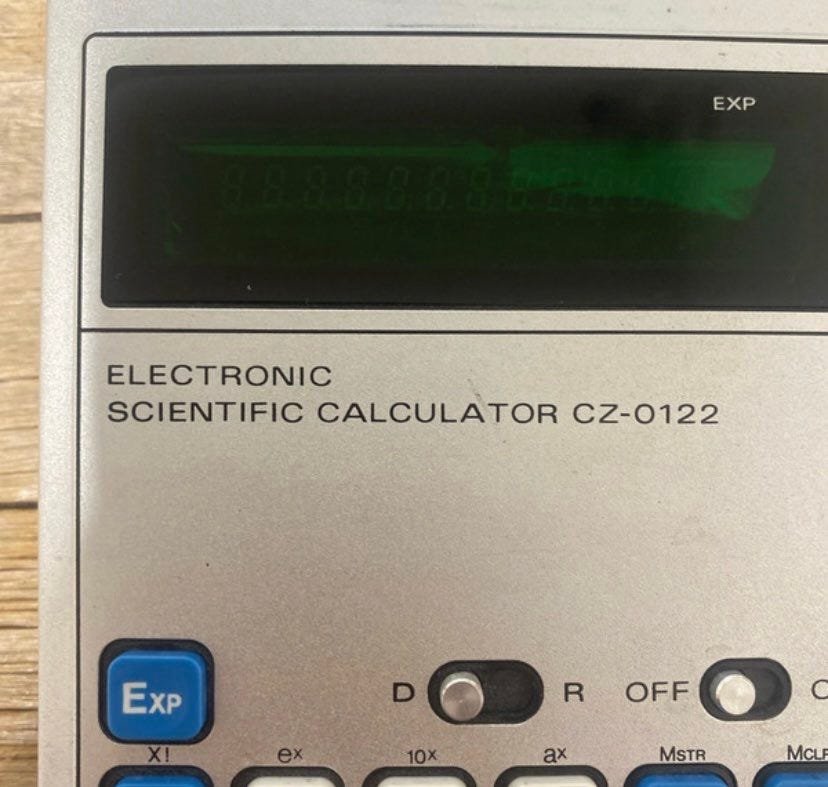 EXP
ELECTRONIC
SCIENTIFIC CALCULATOR CZ-0122
EXP
D R OFF
X! eˣ 10ˣ aˣ MSTR